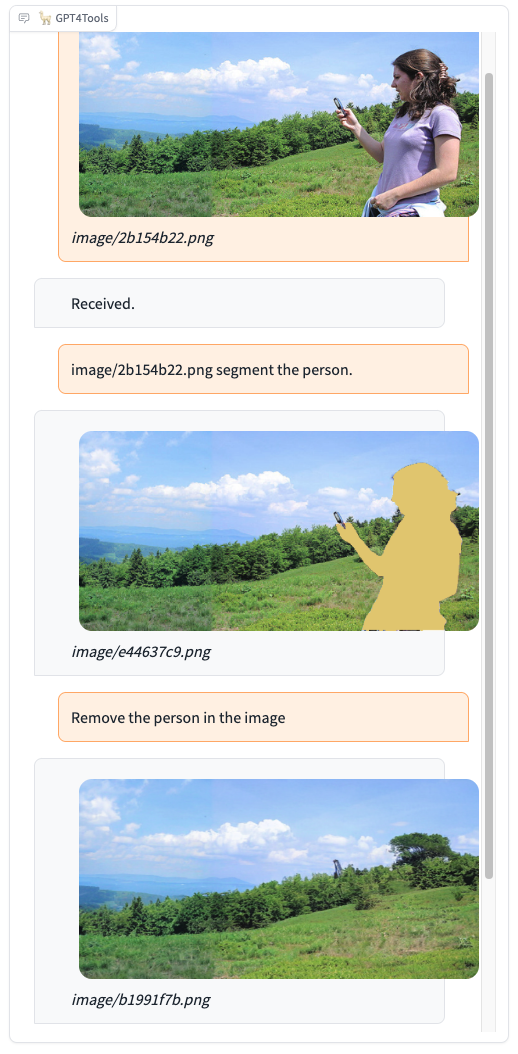 GPT4Tools
image/2b154b22.png
Received.
image/2b154b22.png segment the person.
image/e44637c9.png
Remove the person in the image
image/b1991f7b.png